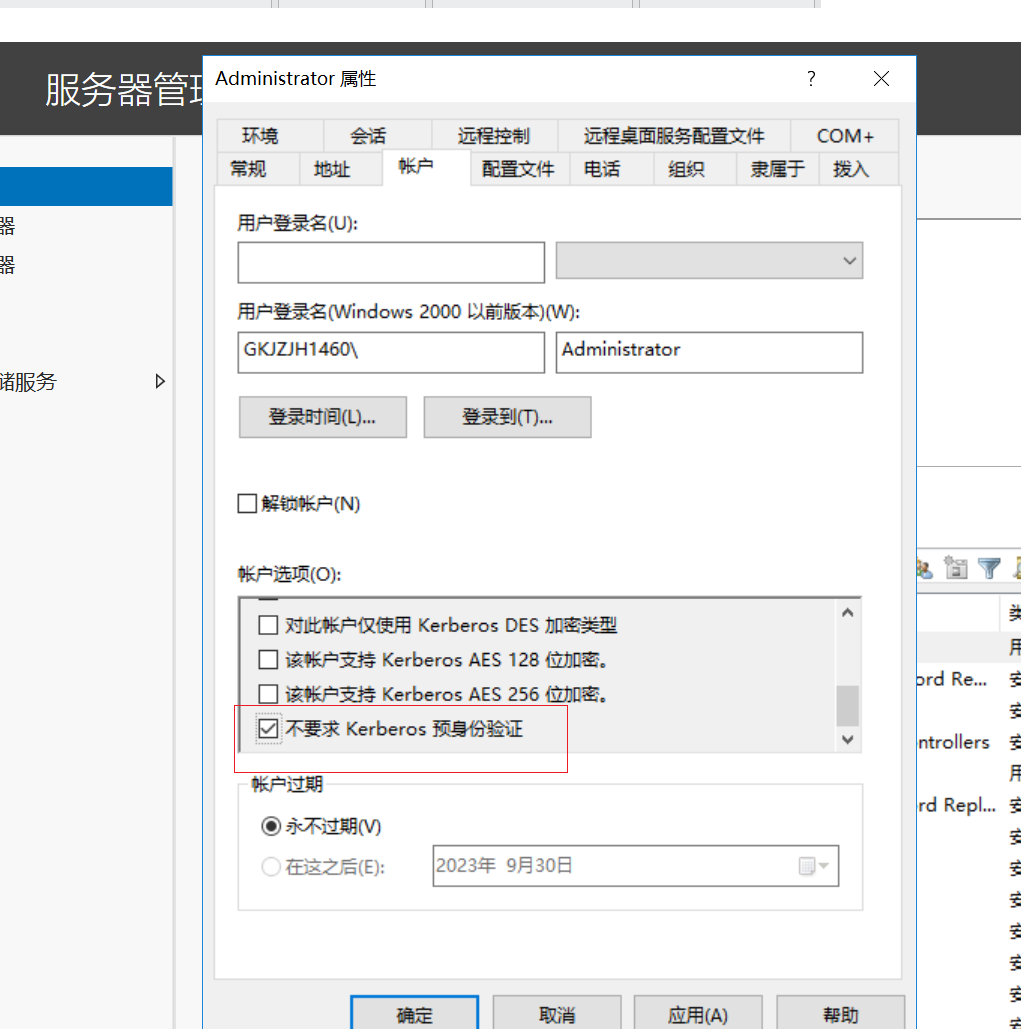 服务器管
Administrator 属性
?
环境 会话 远程控制 远程桌面服务配置文件 COM+
常规 地址 帐户 配置文件 电话 组织 隶属于 拨入
器
器
储服务
用户登录名(U):
用户登录名(Windows 2000 以前版本)(W):
GKJZJH1460\ Administrator
登录时间(L)... 登录到(T)...
解锁帐户(N)
帐户选项(O):
对此帐户仅使用 Kerberos DES 加密类型
该帐户支持 Kerberos AES 128 位加密。
该帐户支持 Kerberos AES 256 位加密。
不要求 Kerberos 预身份验证
帐户过期
永不过期(V)
在这之后(E): 2023年 9月30日
确定 取消 应用(A) 帮助
类
用
ord Re... 安
安
ntrollers 安
用
ord Repl... 安
安
安
安
安
安
安